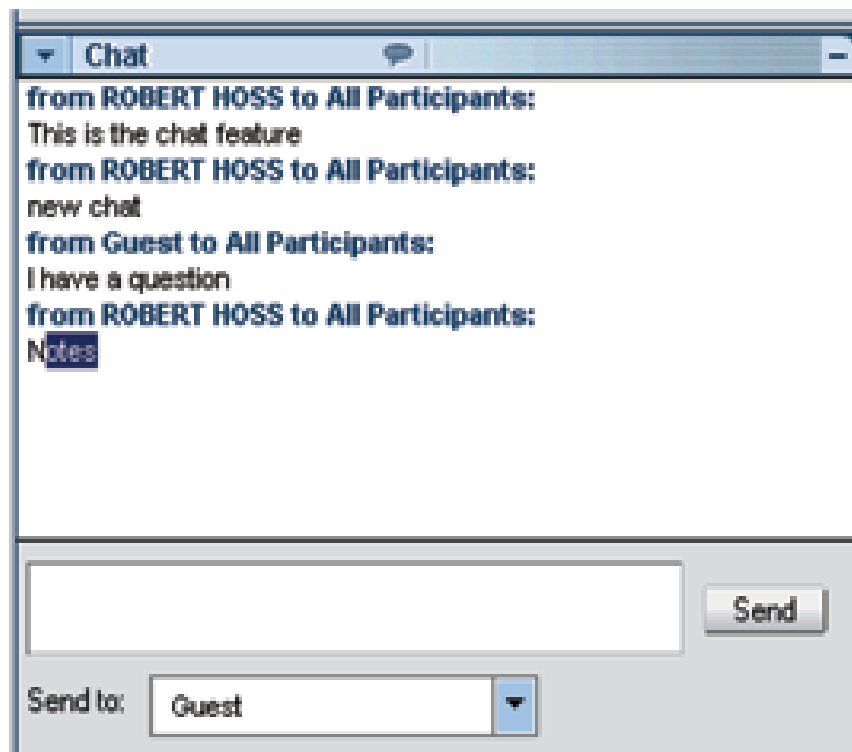 Chat
from ROBERT HOSS to All Participants:
This is the chat feature
from ROBERT HOSS to All Participants:
new chat
from Guest to All Participants:
I have a question
from ROBERT HOSS to All Participants:
Notes
Send
Send to: Guest